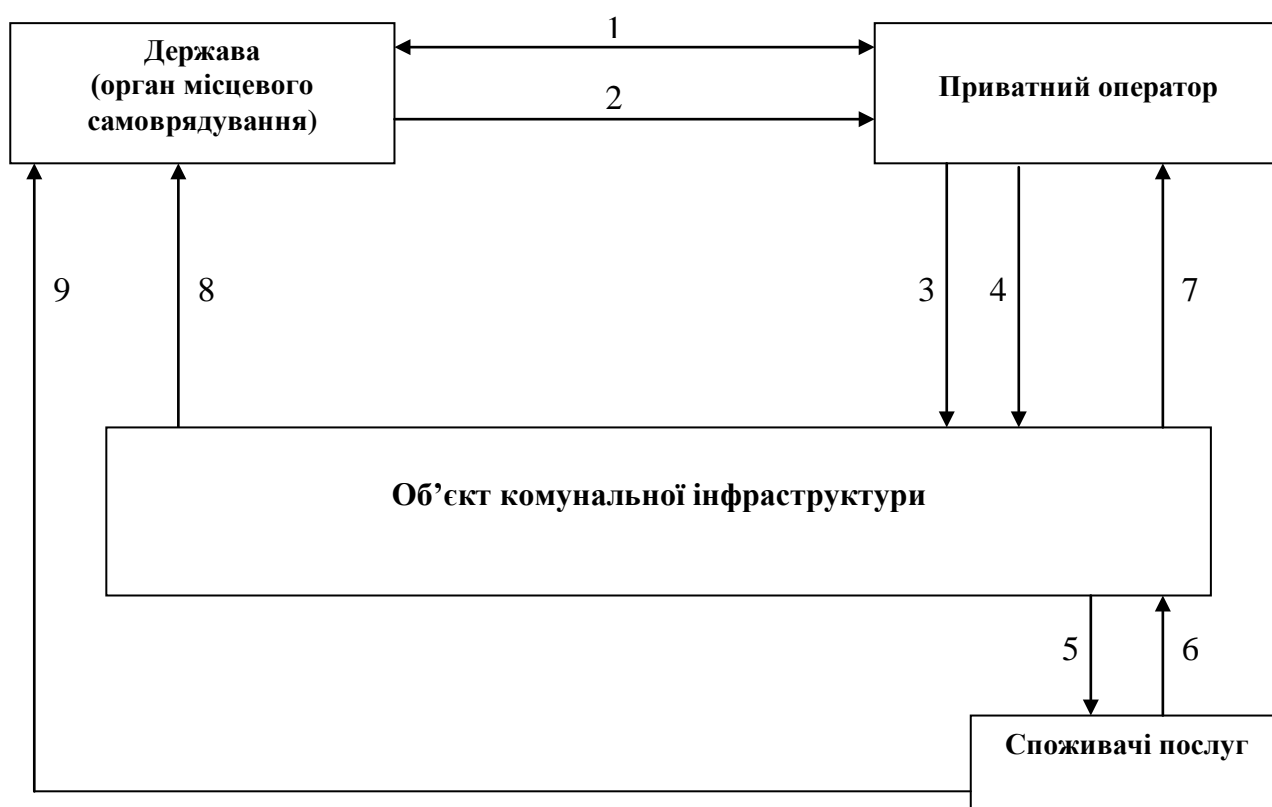 1
Держава
(орган місцевого
самоврядування)
Приватний оператор
2
9
8
3
4
7
Об’єкт комунальної інфраструктури
5
6
Споживачі послуг